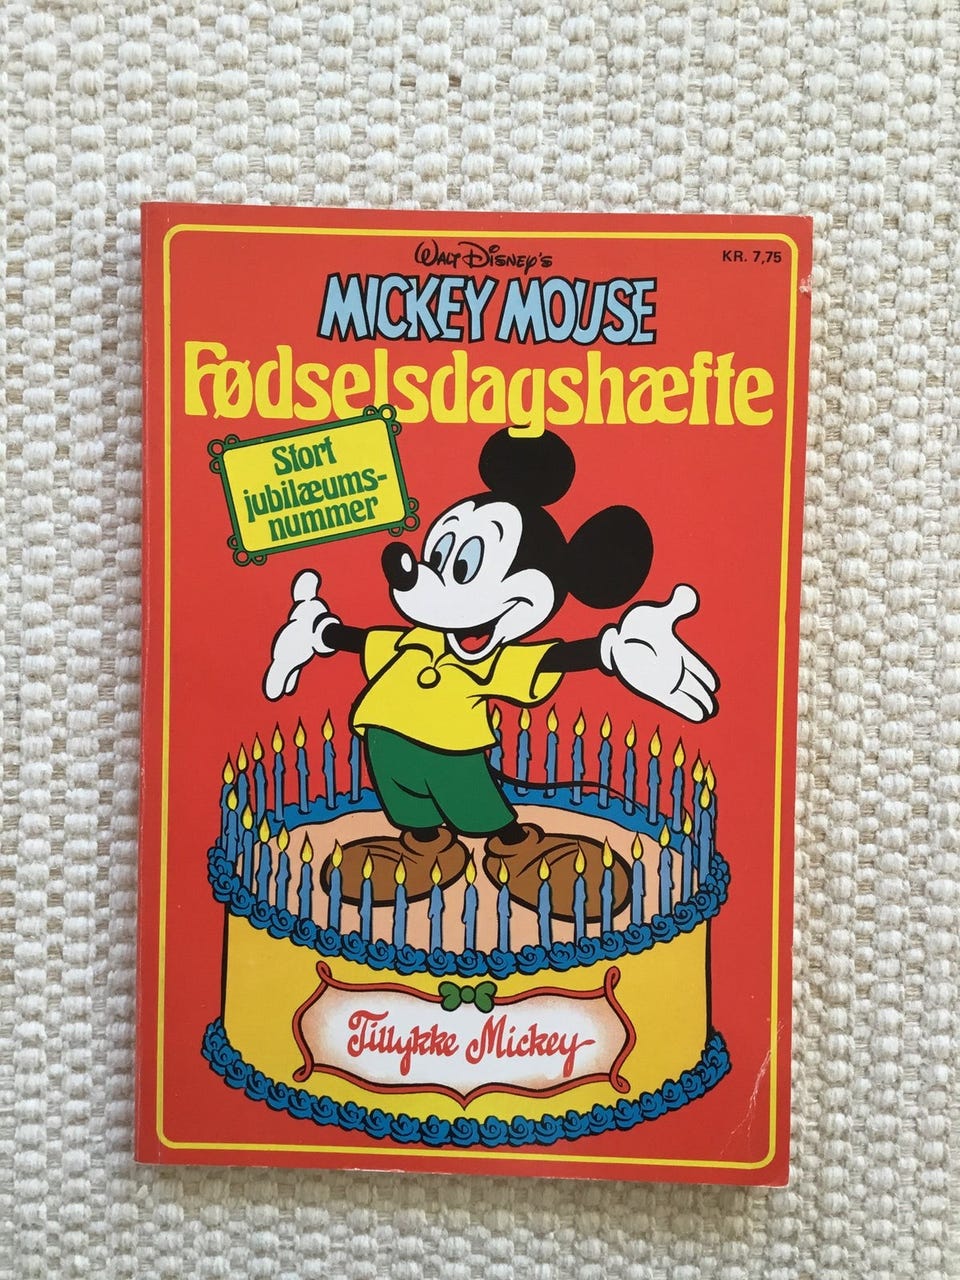 Walt Disney's
KR. 7,75
MICKEY MOUSE
Fødselsdagshæfte
Stort
jubilæums-
nummer
Tillykke Mickey